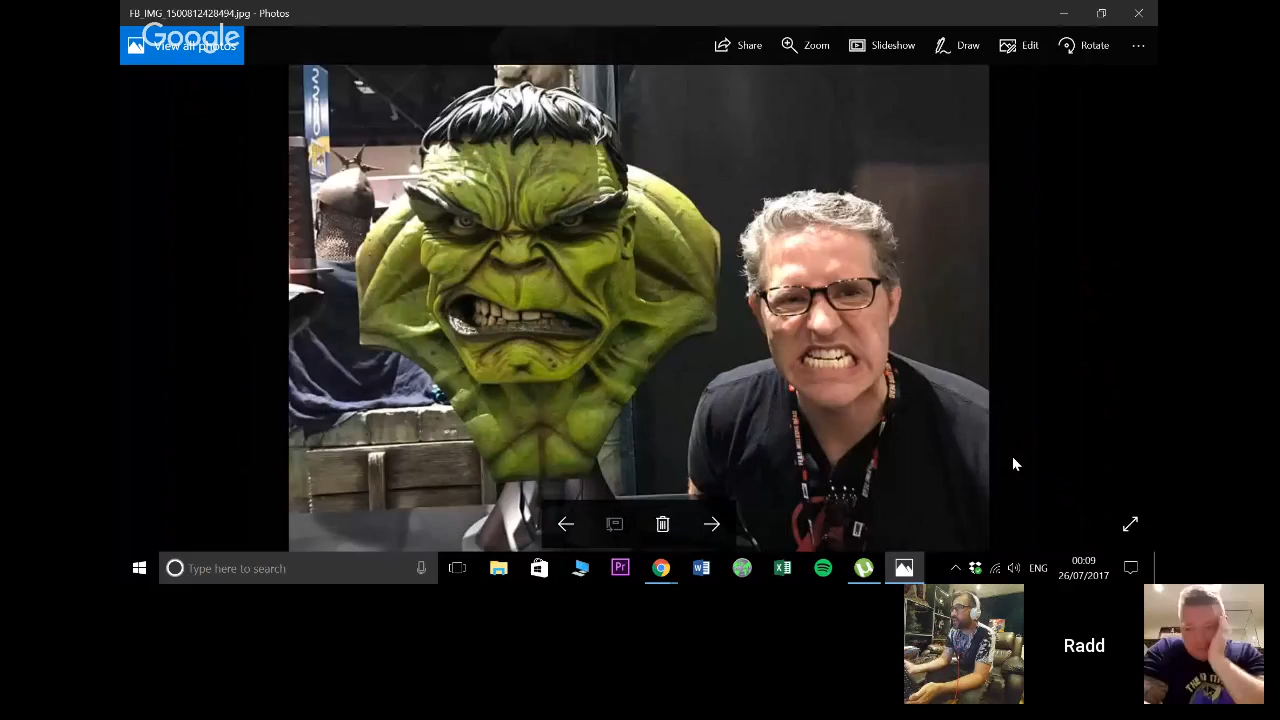 FB_IMG_1500812428494.jpg - Photos
View all photos
Google
Share
Zoom
Slideshow
Draw
Edit
Rotate
Type here to search
Pr
ENG
00:09
26/07/2017
Radd